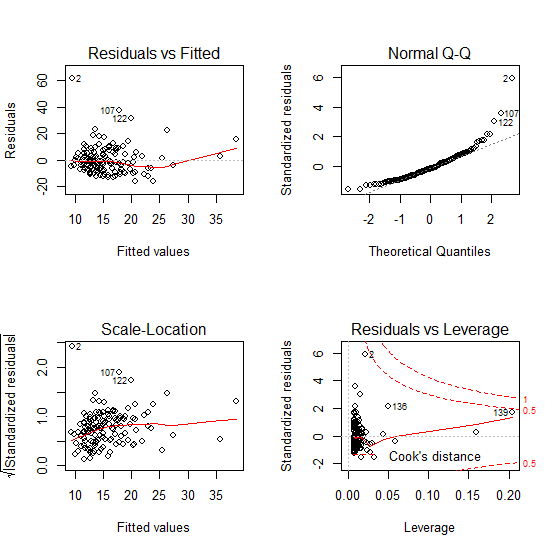 Residuals vs Fitted
Residuals
60
40
20
0
-20
2
107
122
10 15 20 25 30 35
Fitted values
Normal Q-Q
Standardized residuals
6
4
2
0
2
107
122
-2 -1 0 1 2
Theoretical Quantiles
Scale-Location
√|Standardized residuals|
2.0
1.0
0.0
2
107
122
10 15 20 25 30 35
Fitted values
Residuals vs Leverage
Standardized residuals
6
4
2
0
-2
2
136
139
1
0.5
0.5
Cook's distance
0.00 0.05 0.10 0.15 0.20
Leverage